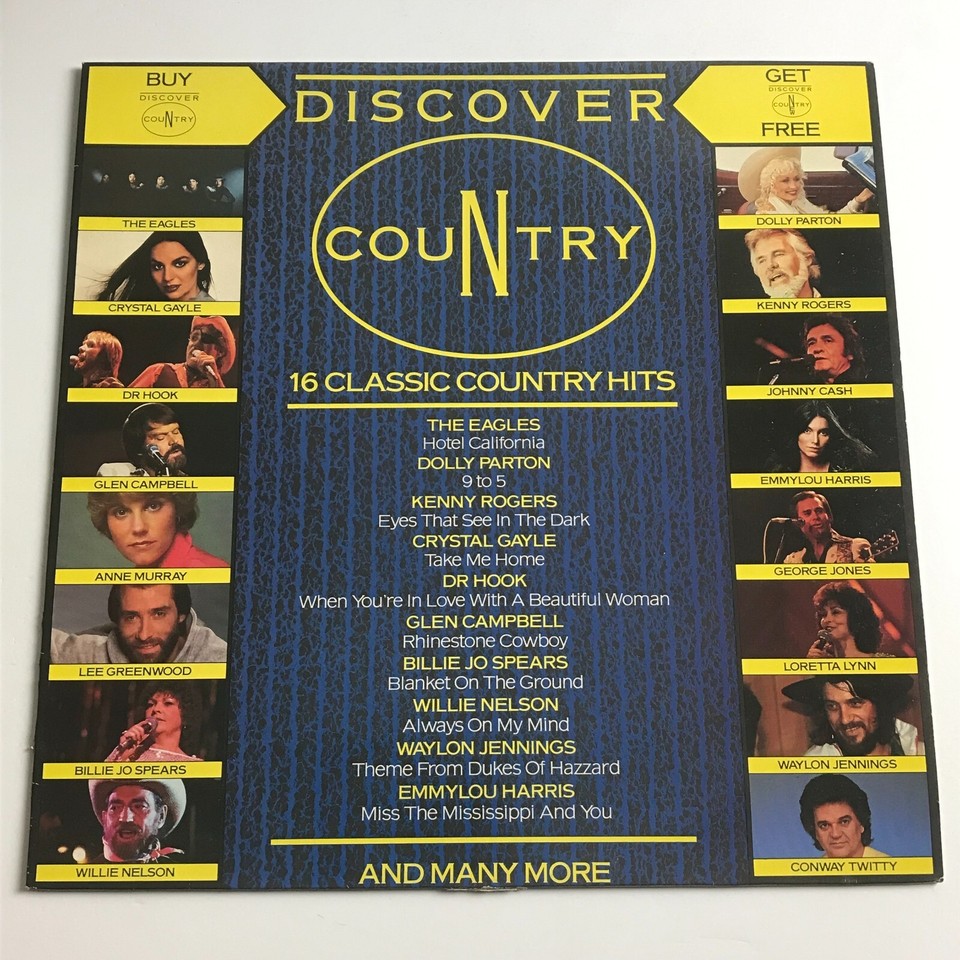 BUY
DISCOVER
COUNTRY
GET
DISCOVER
COUNTRY
FREE
DISCOVER
COUNTRY
16 CLASSIC COUNTRY HITS
THE EAGLES
Hotel California
DOLLY PARTON
9 to 5
KENNY ROGERS
Eyes That See In The Dark
CRYSTAL GAYLE
Take Me Home
DR HOOK
When You're In Love With A Beautiful Woman
GLEN CAMPBELL
Rhinestone Cowboy
BILLIE JO SPEARS
Blanket On The Ground
WILLIE NELSON
Always On My Mind
WAYLON JENNINGS
Theme From Dukes Of Hazzard
EMMYLOU HARRIS
Miss The Mississippi And You
AND MANY MORE
THE EAGLES
CRYSTAL GAYLE
DR HOOK
GLEN CAMPBELL
ANNE MURRAY
LEE GREENWOOD
BILLIE JO SPEARS
WILLIE NELSON
DOLLY PARTON
KENNY ROGERS
JOHNNY CASH
EMMYLOU HARRIS
GEORGE JONES
LORETTA LYNN
WAYLON JENNINGS
CONWAY TWITTY